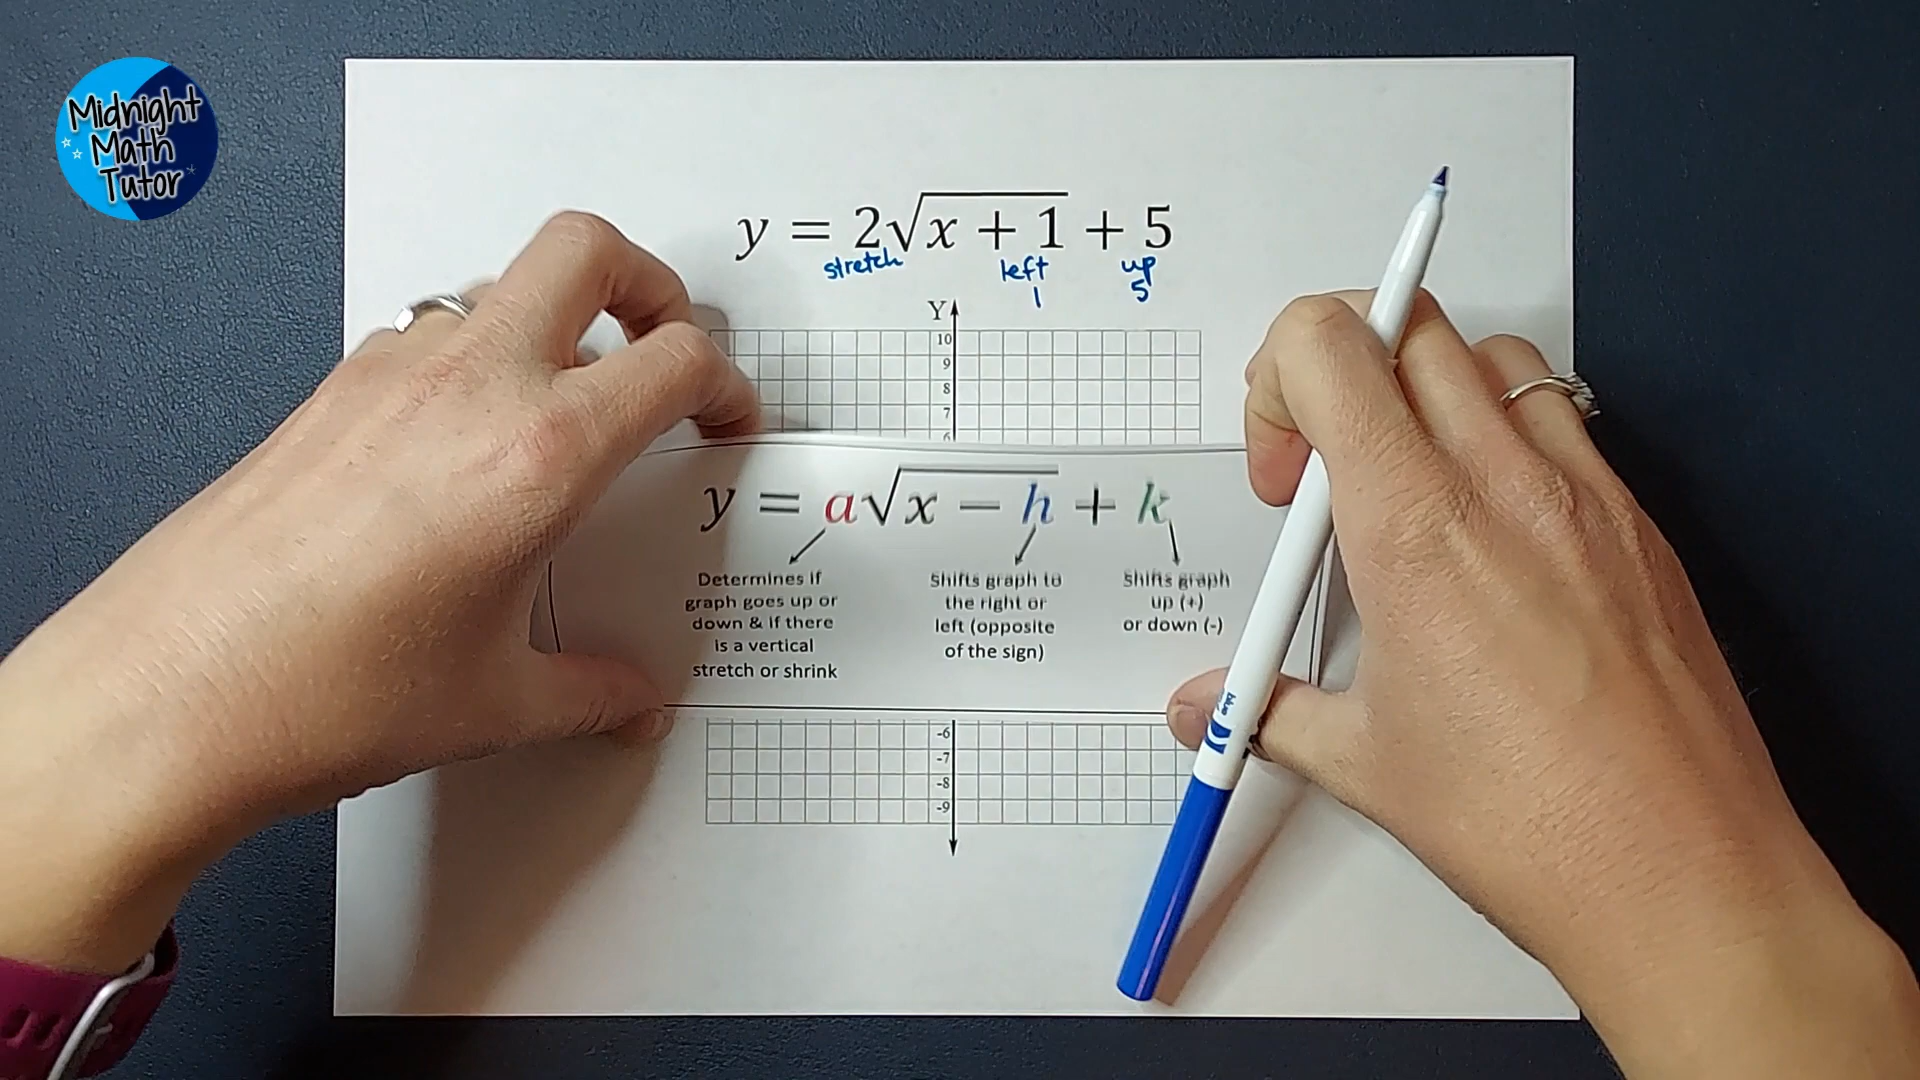 Midnight
Math
Tutor
y = 2√(x + 1) + 5
stretch left up
1 5
Y
10
9
8
7
6
y = a√(x − h) + k
Determines if
graph goes up or
down & if there
is a vertical
stretch or shrink
Shifts graph to
the right or
left (opposite
of the sign)
Shifts graph
up (+)
or down (-)
-6
-7
-8
-9
blue